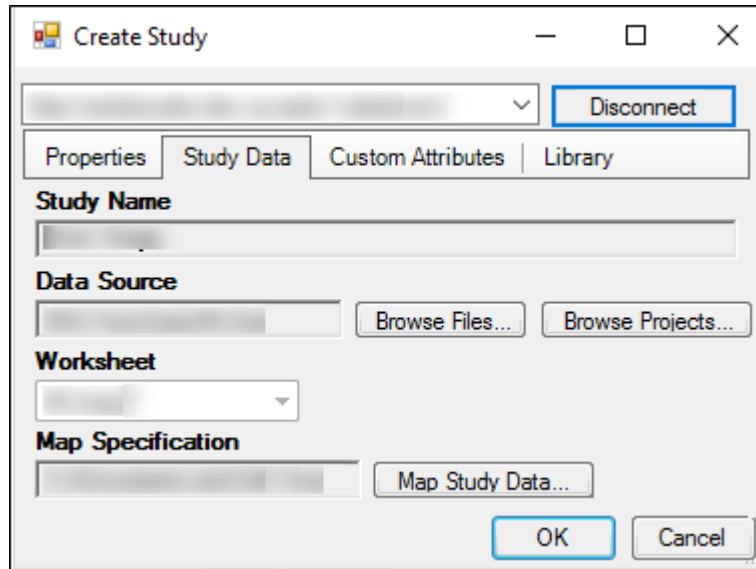 Create Study
Disconnect
Properties Study Data Custom Attributes Library
Study Name
Data Source
Browse Files... Browse Projects...
Worksheet
Map Specification
Map Study Data...
OK Cancel